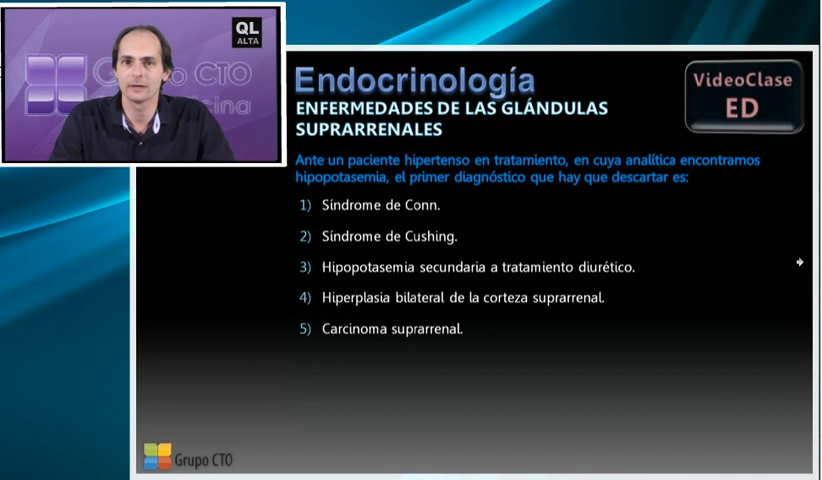 QL
ALTA
Grupo CTO
Medicina
Endocrinología
ENFERMEDADES DE LAS GLÁNDULAS
SUPRARRENALES
VideoClase
ED
Ante un paciente hipertenso en tratamiento, en cuya analítica encontramos
hipopotasemia, el primer diagnóstico que hay que descartar es:
1) Síndrome de Conn.
2) Síndrome de Cushing.
3) Hipopotasemia secundaria a tratamiento diurético.
4) Hiperplasia bilateral de la corteza suprarrenal.
5) Carcinoma suprarrenal.
Grupo CTO